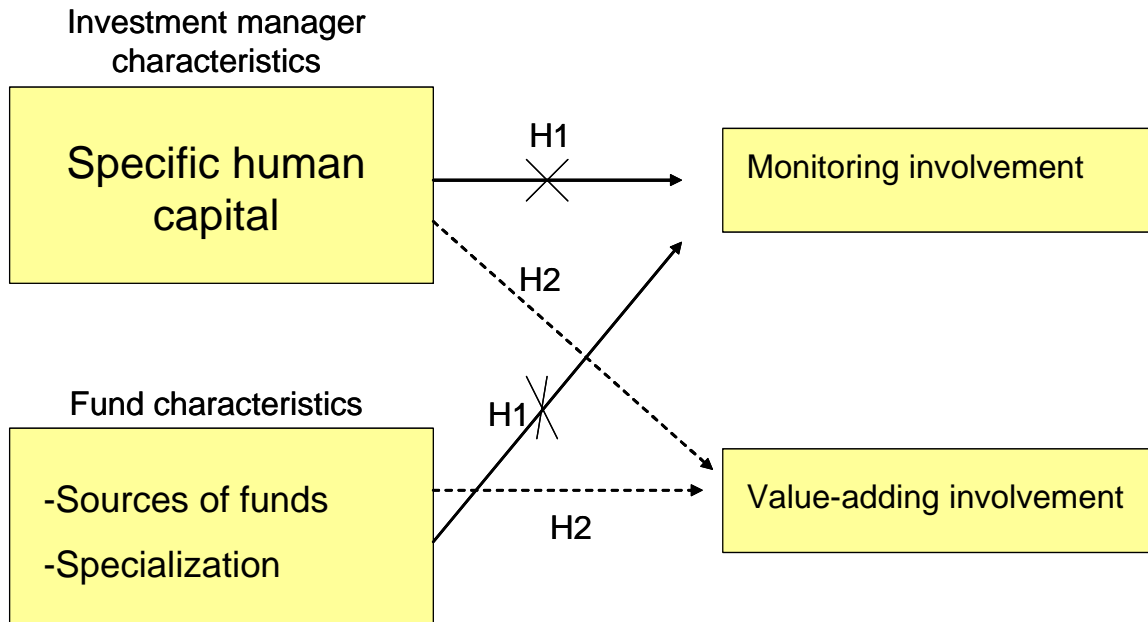 Investment manager
characteristics
Specific human
capital
H1
Monitoring involvement
H2
Fund characteristics
H1
-Sources of funds
-Specialization
H2
Value-adding involvement